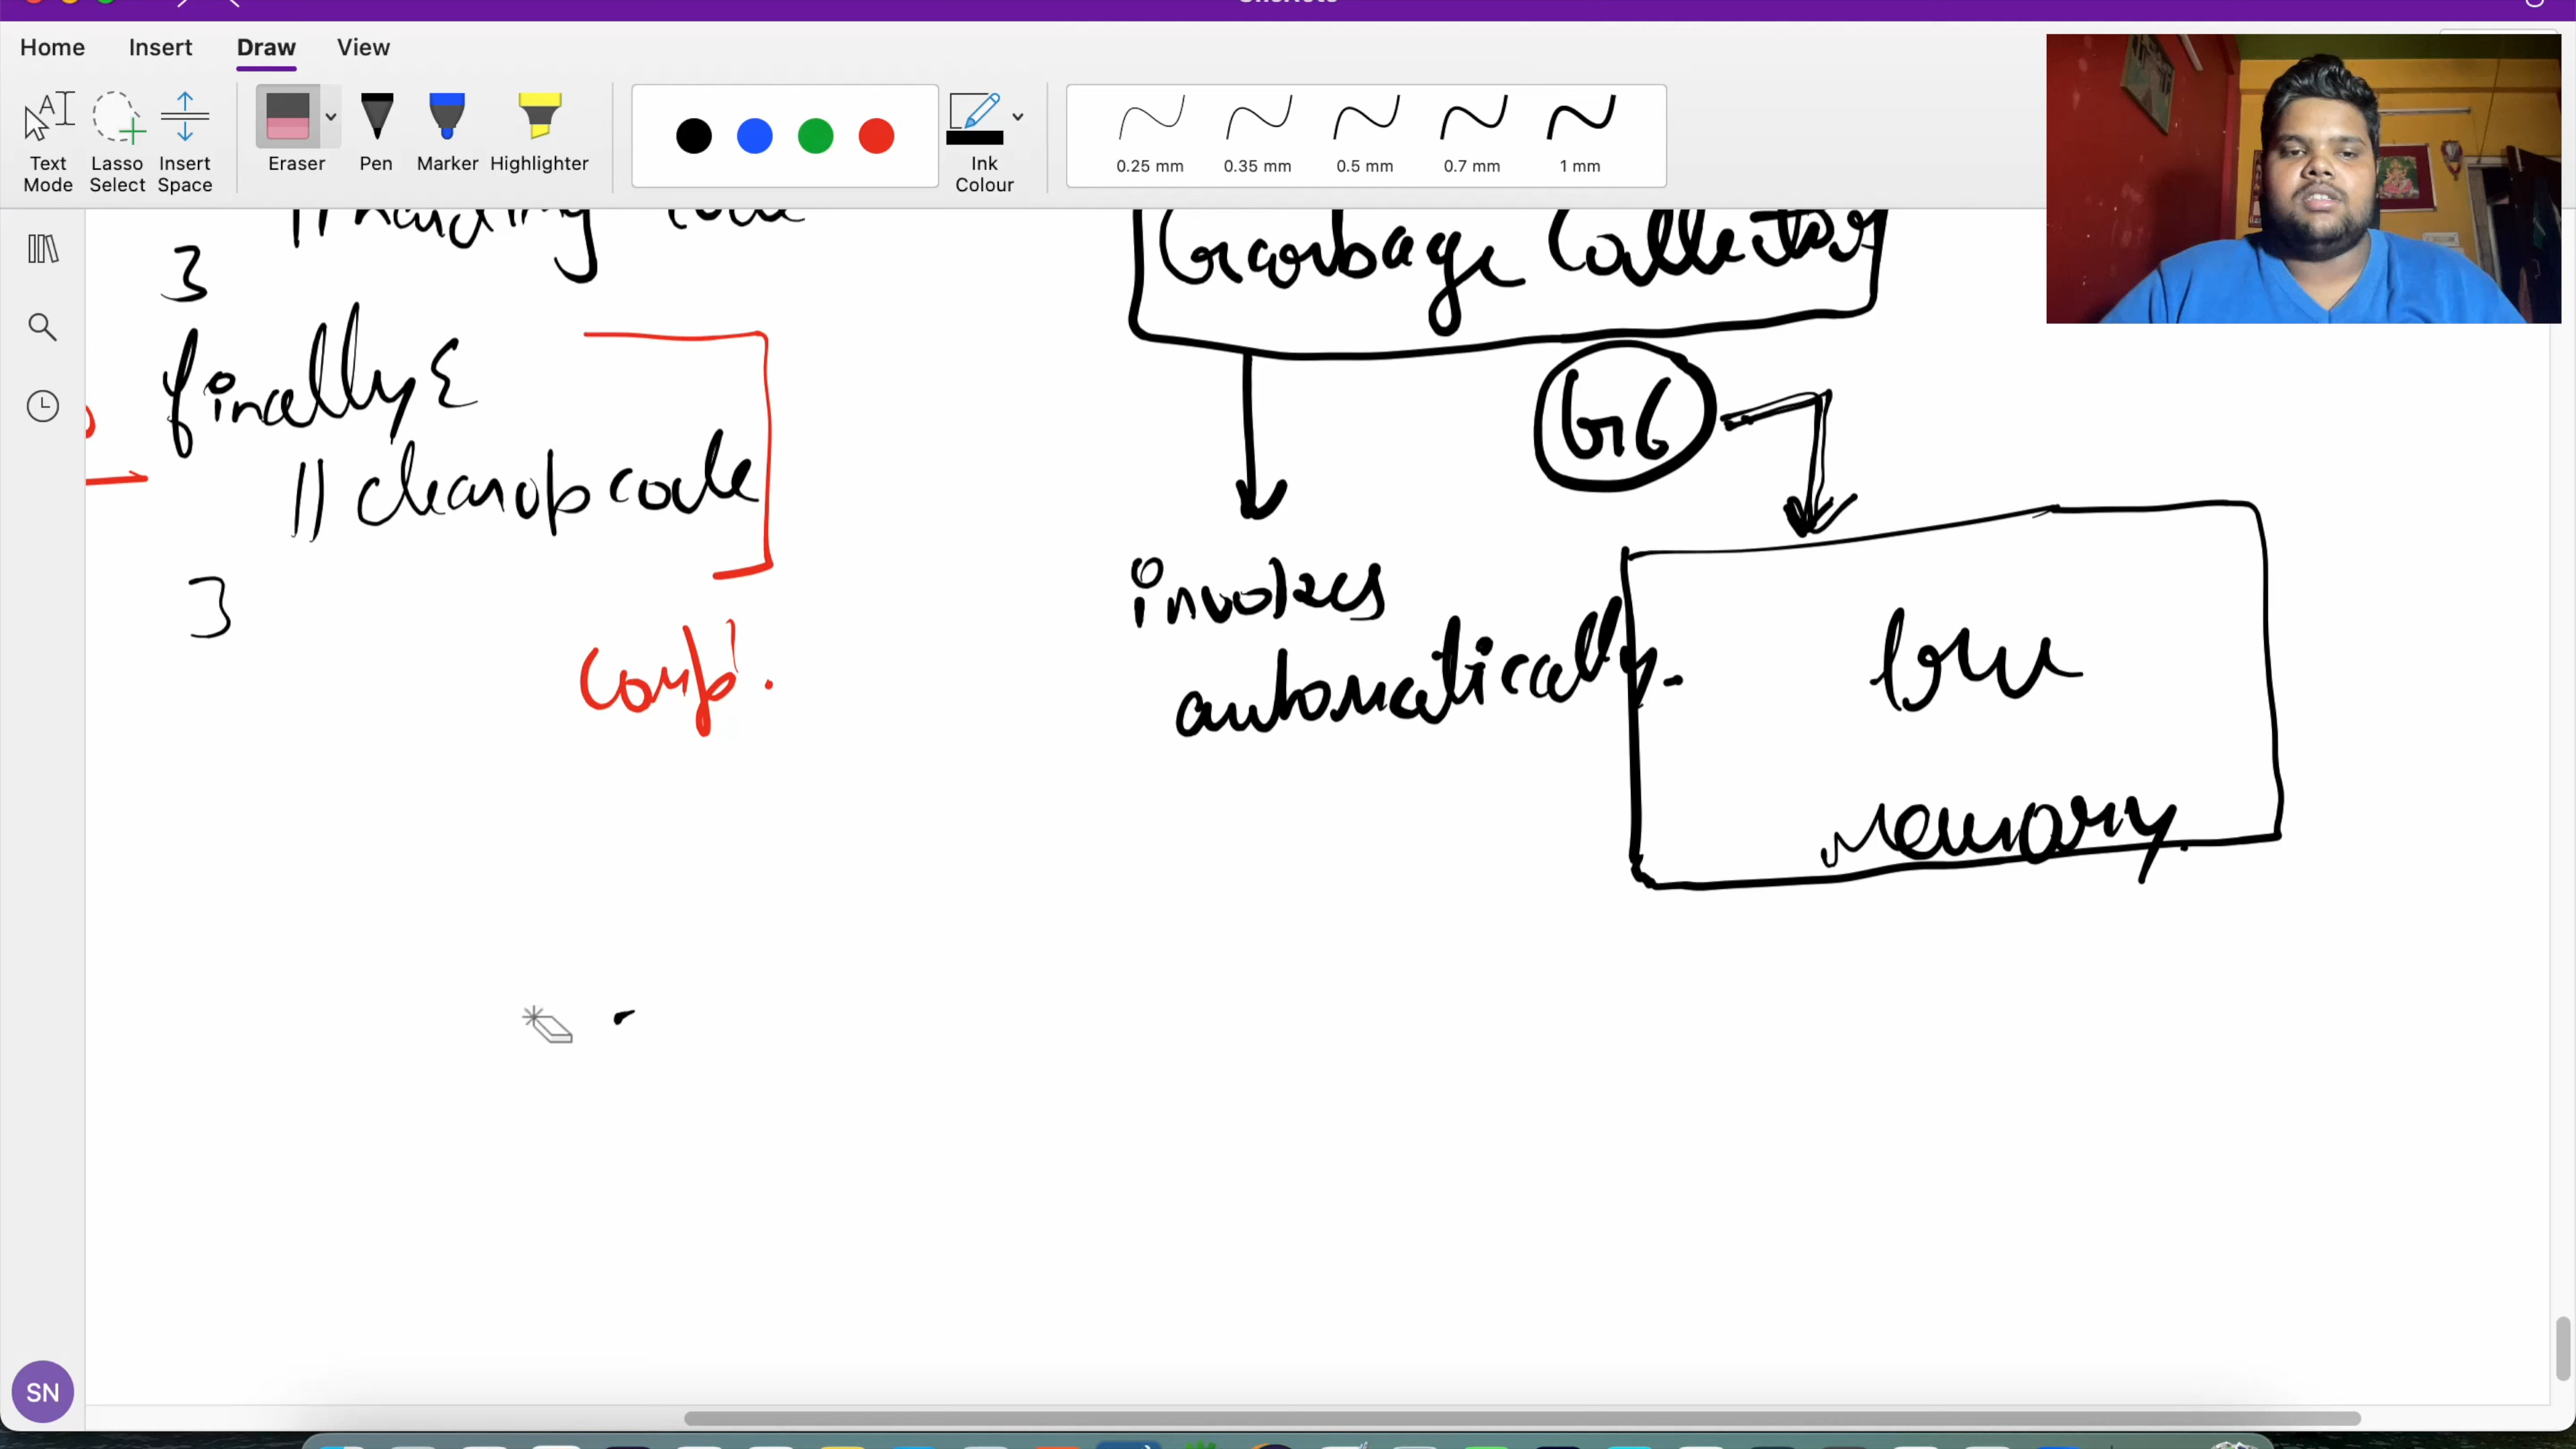 Home Insert Draw View
Text Mode
Lasso Select
Insert Space
Eraser
Pen
Marker
Highlighter
Ink Colour
0.25 mm
0.35 mm
0.5 mm
0.7 mm
1 mm
// handling code
}
finally {
// cleanup code
}
Comp!.
Garbage Collector
GC
invokes
automatically.
low
memory.
SN